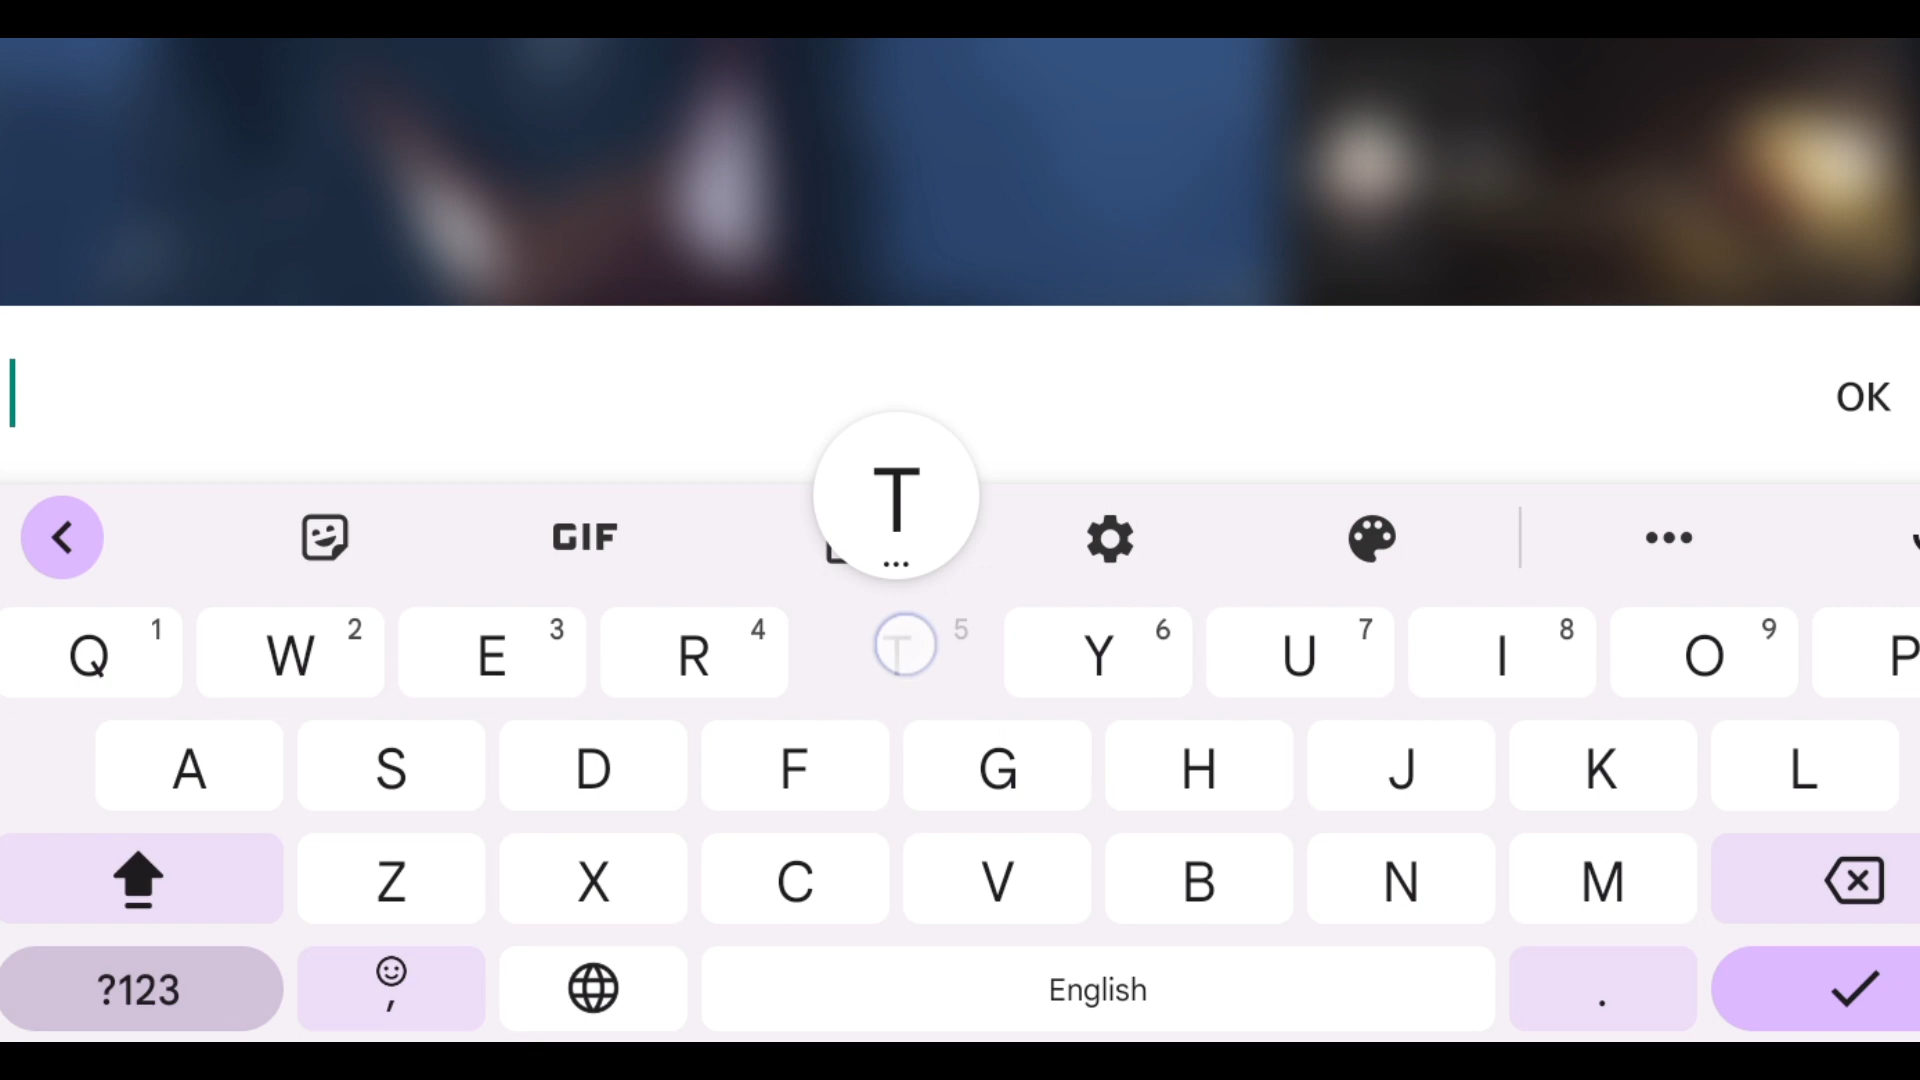 OK
T
...
GIF
Q 1 W 2 E 3 R 4 T 5 Y 6 U 7 I 8 O 9 P
A S D F G H J K L
Z X C V B N M
?123 , English .